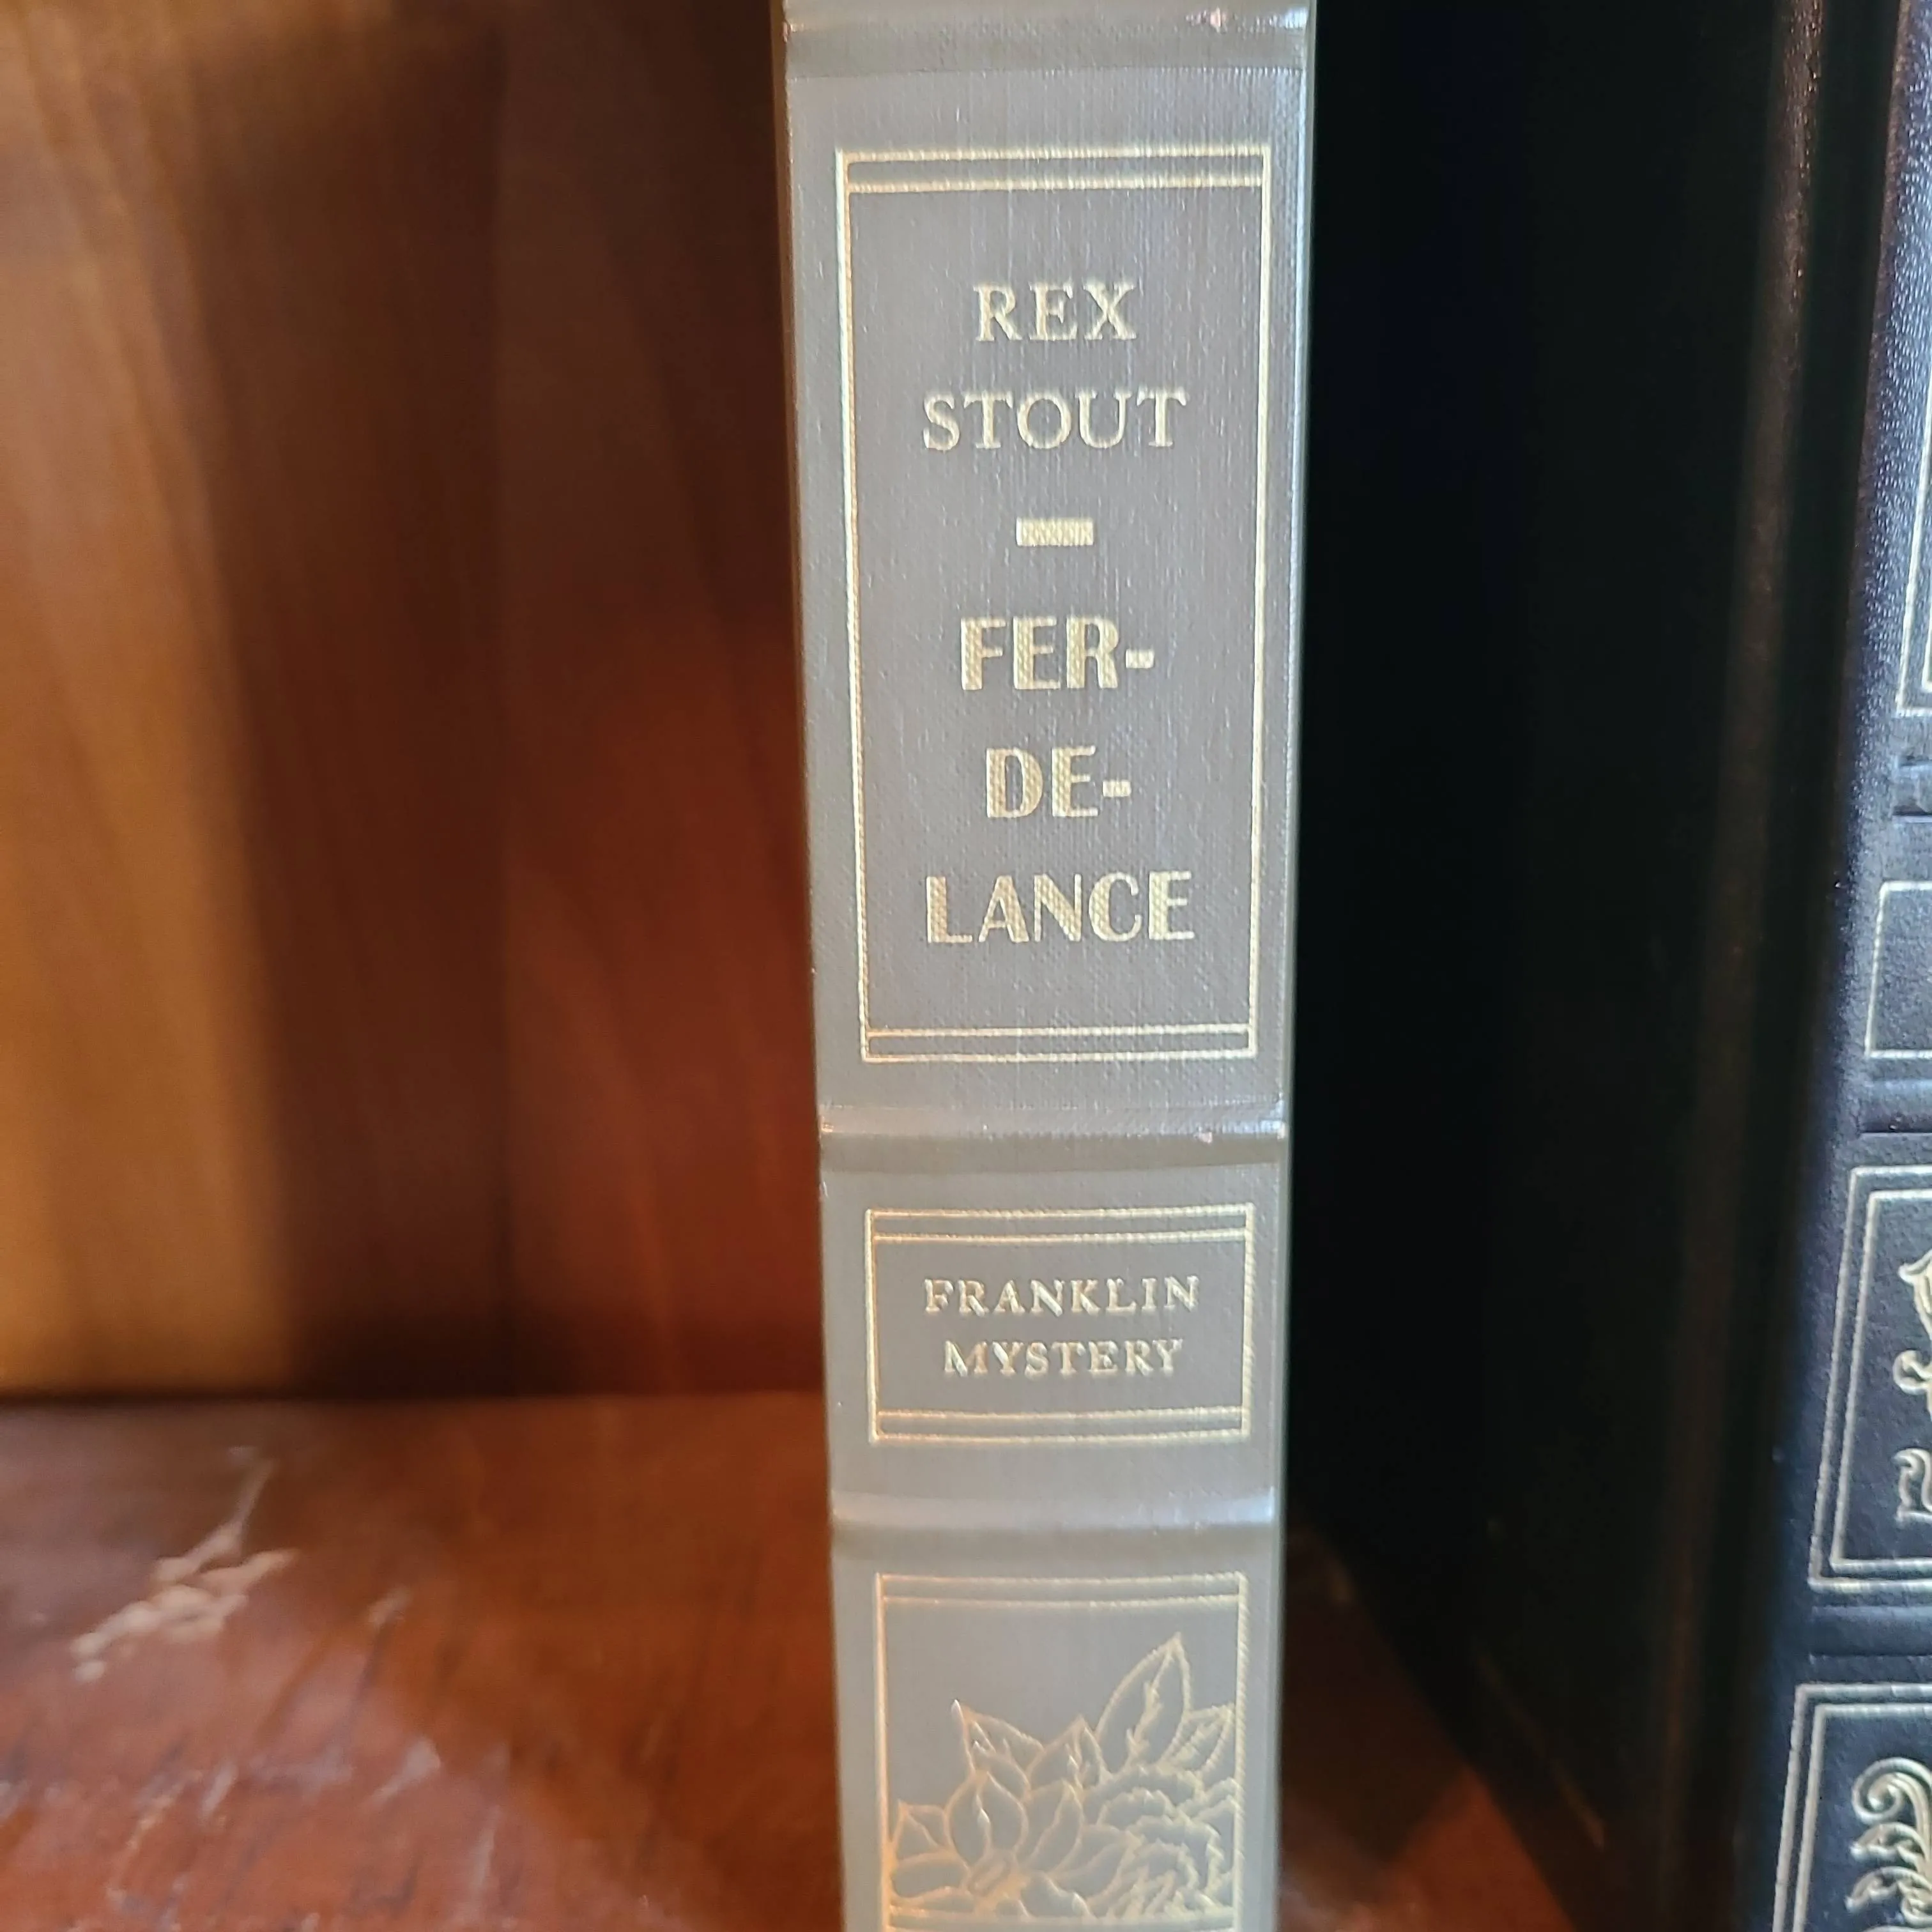 REX
STOUT
FER-
DE-
LANCE
FRANKLIN
MYSTERY